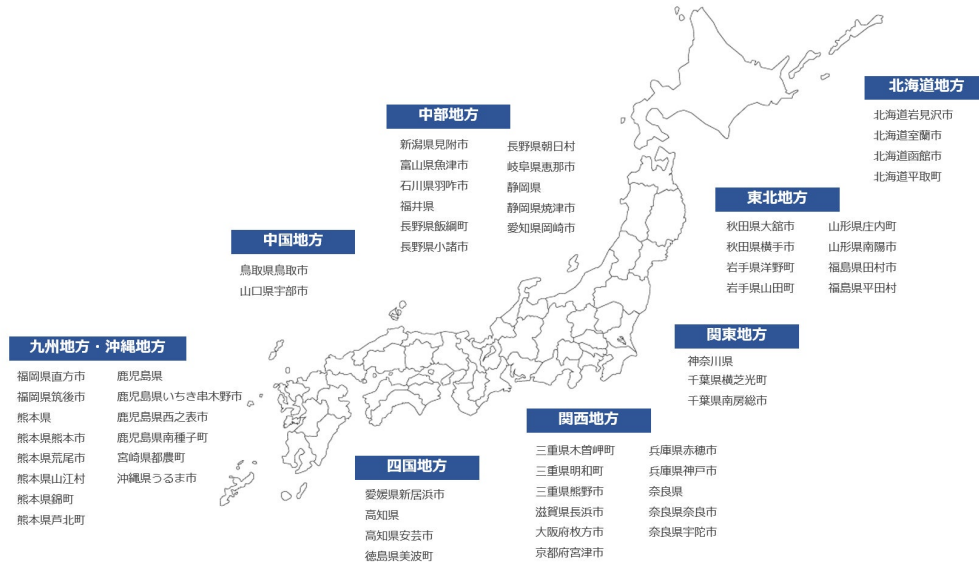 北海道地方
北海道岩見沢市
北海道室蘭市
北海道函館市
北海道平取町
中部地方
新潟県見附市
富山県魚津市
石川県羽咋市
福井県
長野県飯綱町
長野県小諸市
長野県朝日村
岐阜県恵那市
静岡県
静岡県焼津市
愛知県岡崎市
東北地方
秋田県大舘市
秋田県横手市
岩手県洋野町
岩手県山田町
山形県庄内町
山形県南陽市
福島県田村市
福島県平田村
中国地方
鳥取県鳥取市
山口県宇部市
関東地方
神奈川県
千葉県横芝光町
千葉県南房総市
九州地方・沖縄地方
福岡県直方市
福岡県筑後市
熊本県
熊本県熊本市
熊本県荒尾市
熊本県山江村
熊本県錦町
熊本県芦北町
鹿児島県
鹿児島県いちき串木野市
鹿児島県西之表市
鹿児島県南種子町
宮崎県都農町
沖縄県うるま市
関西地方
三重県木曽岬町
三重県明和町
三重県熊野市
滋賀県長浜市
大阪府枚方市
京都府宮津市
兵庫県赤穂市
兵庫県神戸市
奈良県
奈良県奈良市
奈良県宇陀市
四国地方
愛媛県新居浜市
高知県
高知県安芸市
徳島県美波町